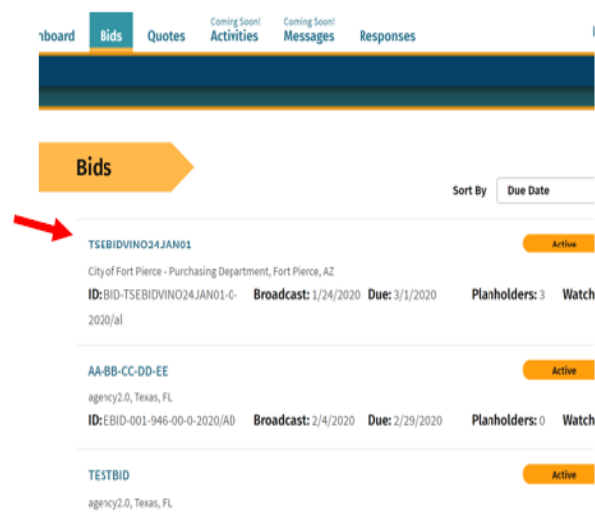 Coming Soon! Coming Soon!
Bids Quotes Activities Messages Responses
Bids
Sort By Due Date
TSEBIDVINO24JAN01 Active
City of Fort Pierce - Purchasing Department, Fort Pierce, AZ
ID: BID-TSEBIDVINO24JAN01-0- Broadcast: 1/24/2020 Due: 3/1/2020 Planholders: 3 Watch
2020/al
AA-BB-CC-DD-EE Active
agency2.0, Texas, FL
ID: EBID-001-946-00-0-2020/AD Broadcast: 2/4/2020 Due: 2/29/2020 Planholders: 0 Watch
TESTBID Active
agency2.0, Texas, FL